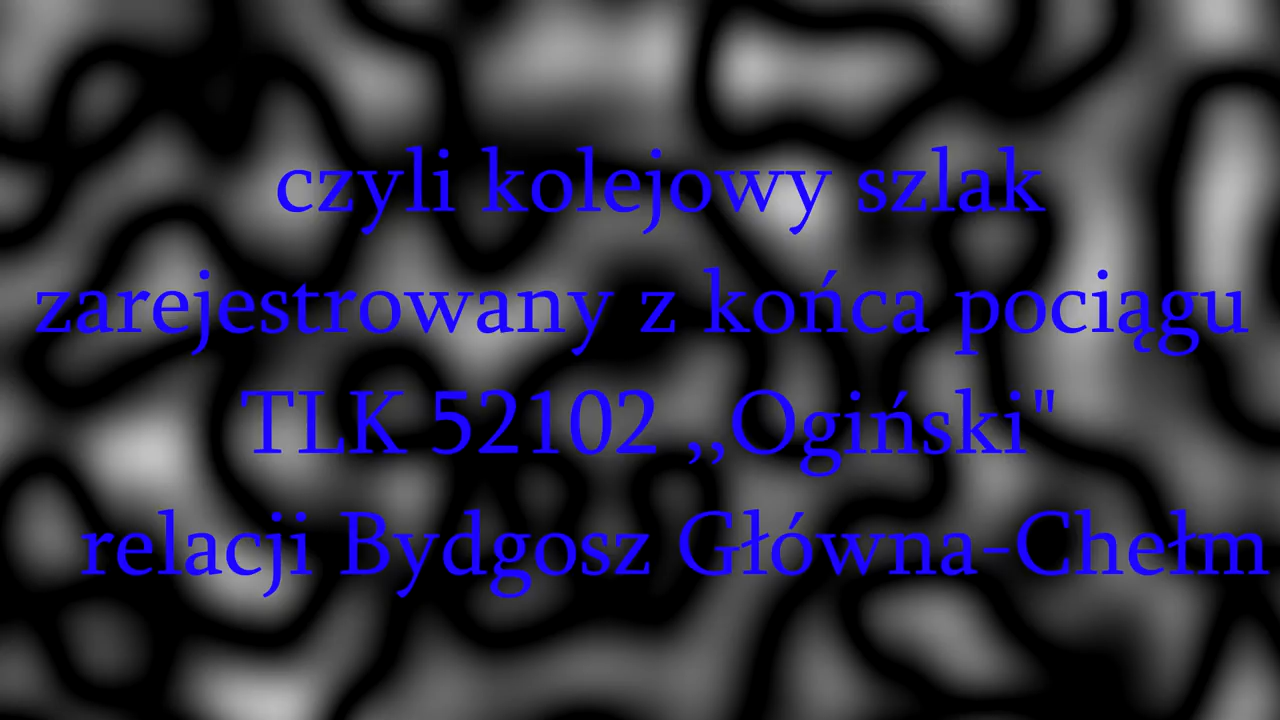 czyli kolejowy szlak
zarejestrowany z końca pociągu
TLK 52102 ,,Ogiński"
relacji Bydgosz Główna-Chełm